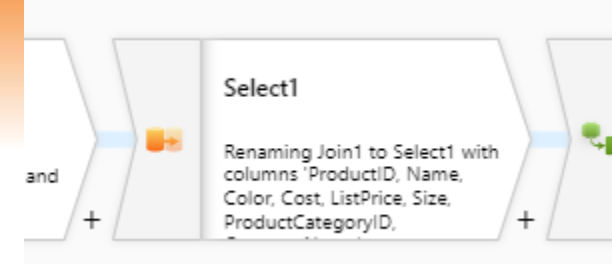 Select1
Renaming Join1 to Select1 with
columns 'ProductID, Name,
and
Color, Cost, ListPrice, Size,
ProductCategoryID,
+
+